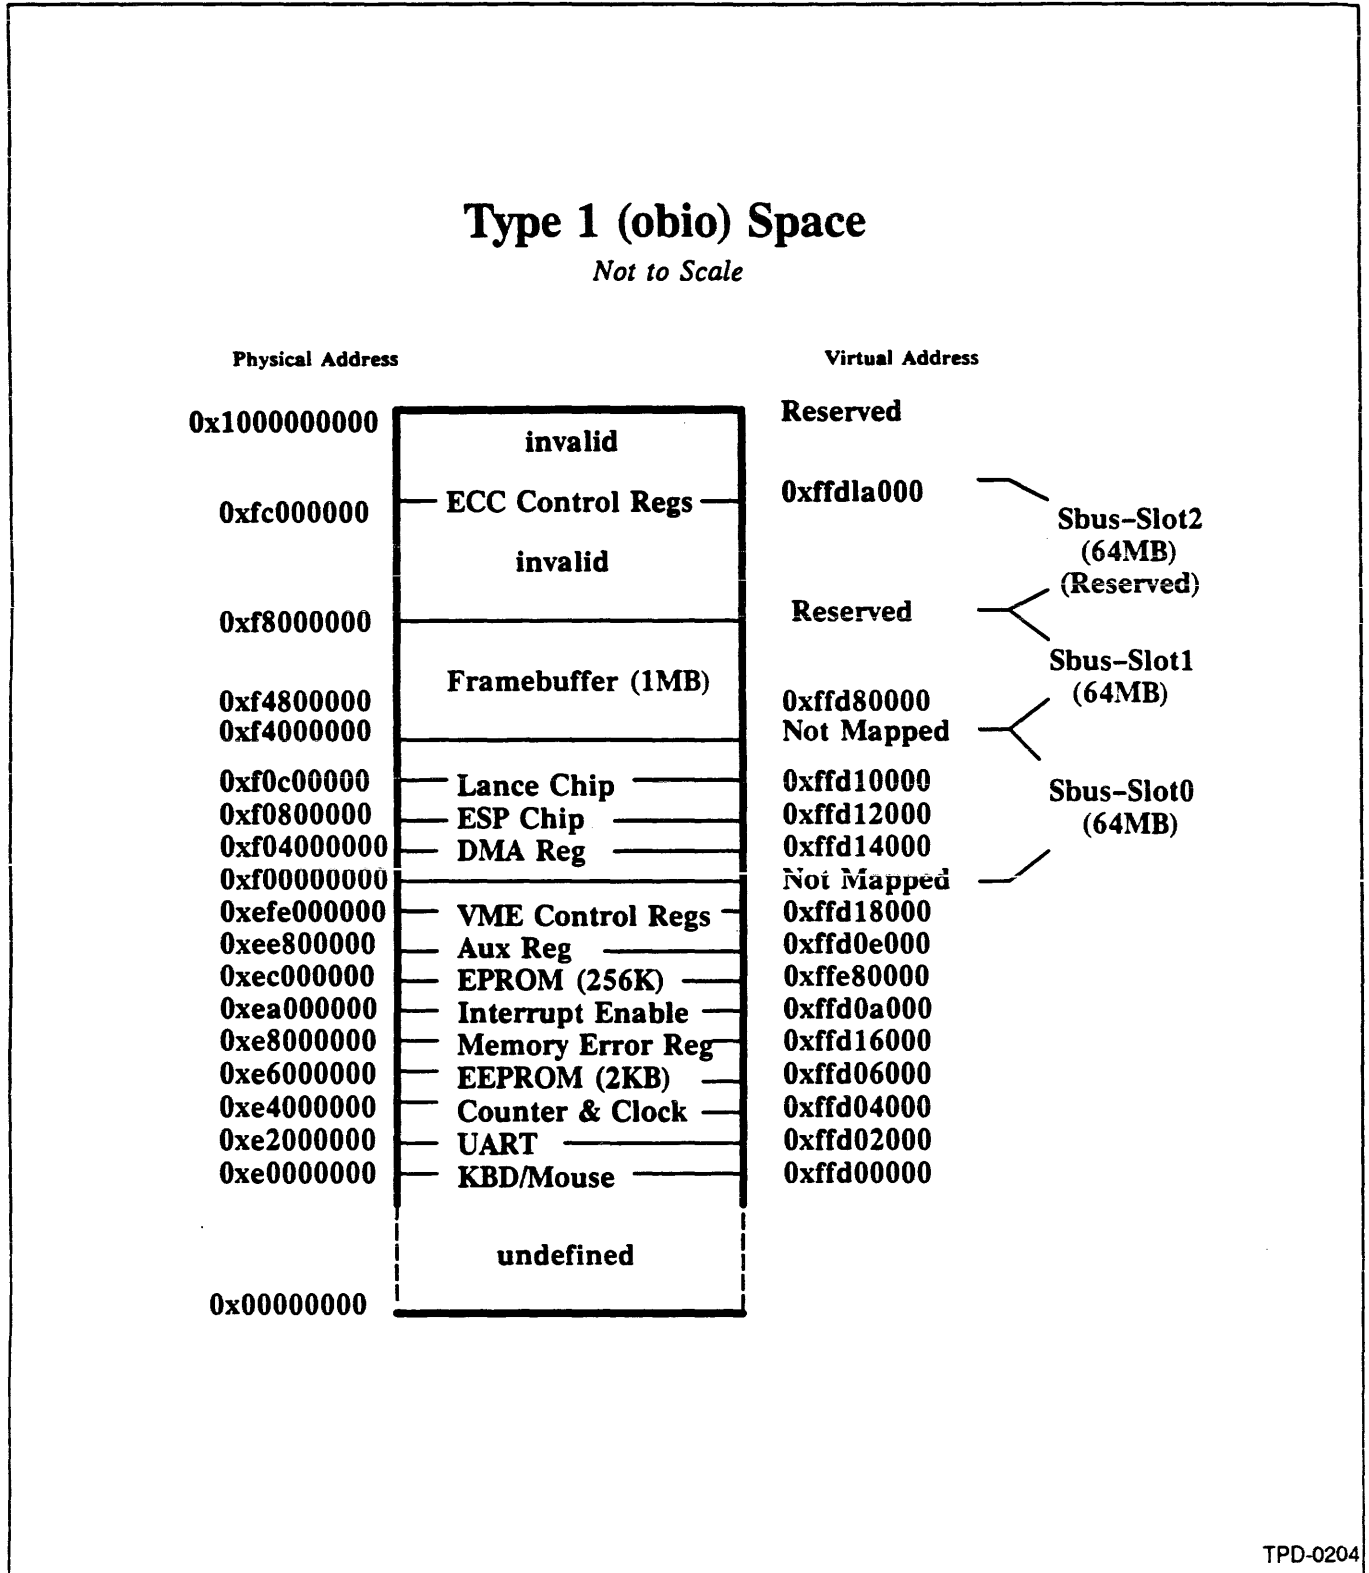 Type 1 (obio) Space
Not to Scale
Physical Address Virtual Address
0x1000000000 invalid Reserved
0xfc000000 ECC Control Regs 0xffdla000
Sbus-Slot2
(64MB)
(Reserved)
invalid
0xf8000000 Reserved
Sbus-Slot1
(64MB)
Framebuffer (1MB)
0xf4800000 0xffd80000
0xf4000000 Not Mapped
0xf0c00000 Lance Chip 0xffd10000
Sbus-Slot0
(64MB)
0xf0800000 ESP Chip 0xffd12000
0xf04000000 DMA Reg 0xffd14000
0xf00000000 Not Mapped
0xefe000000 VME Control Regs 0xffd18000
0xee800000 Aux Reg 0xffd0e000
0xec000000 EPROM (256K) 0xffe80000
0xea000000 Interrupt Enable 0xffd0a000
0xe8000000 Memory Error Reg 0xffd16000
0xe6000000 EEPROM (2KB) 0xffd06000
0xe4000000 Counter & Clock 0xffd04000
0xe2000000 UART 0xffd02000
0xe0000000 KBD/Mouse 0xffd00000
undefined
0x00000000
TPD-0204